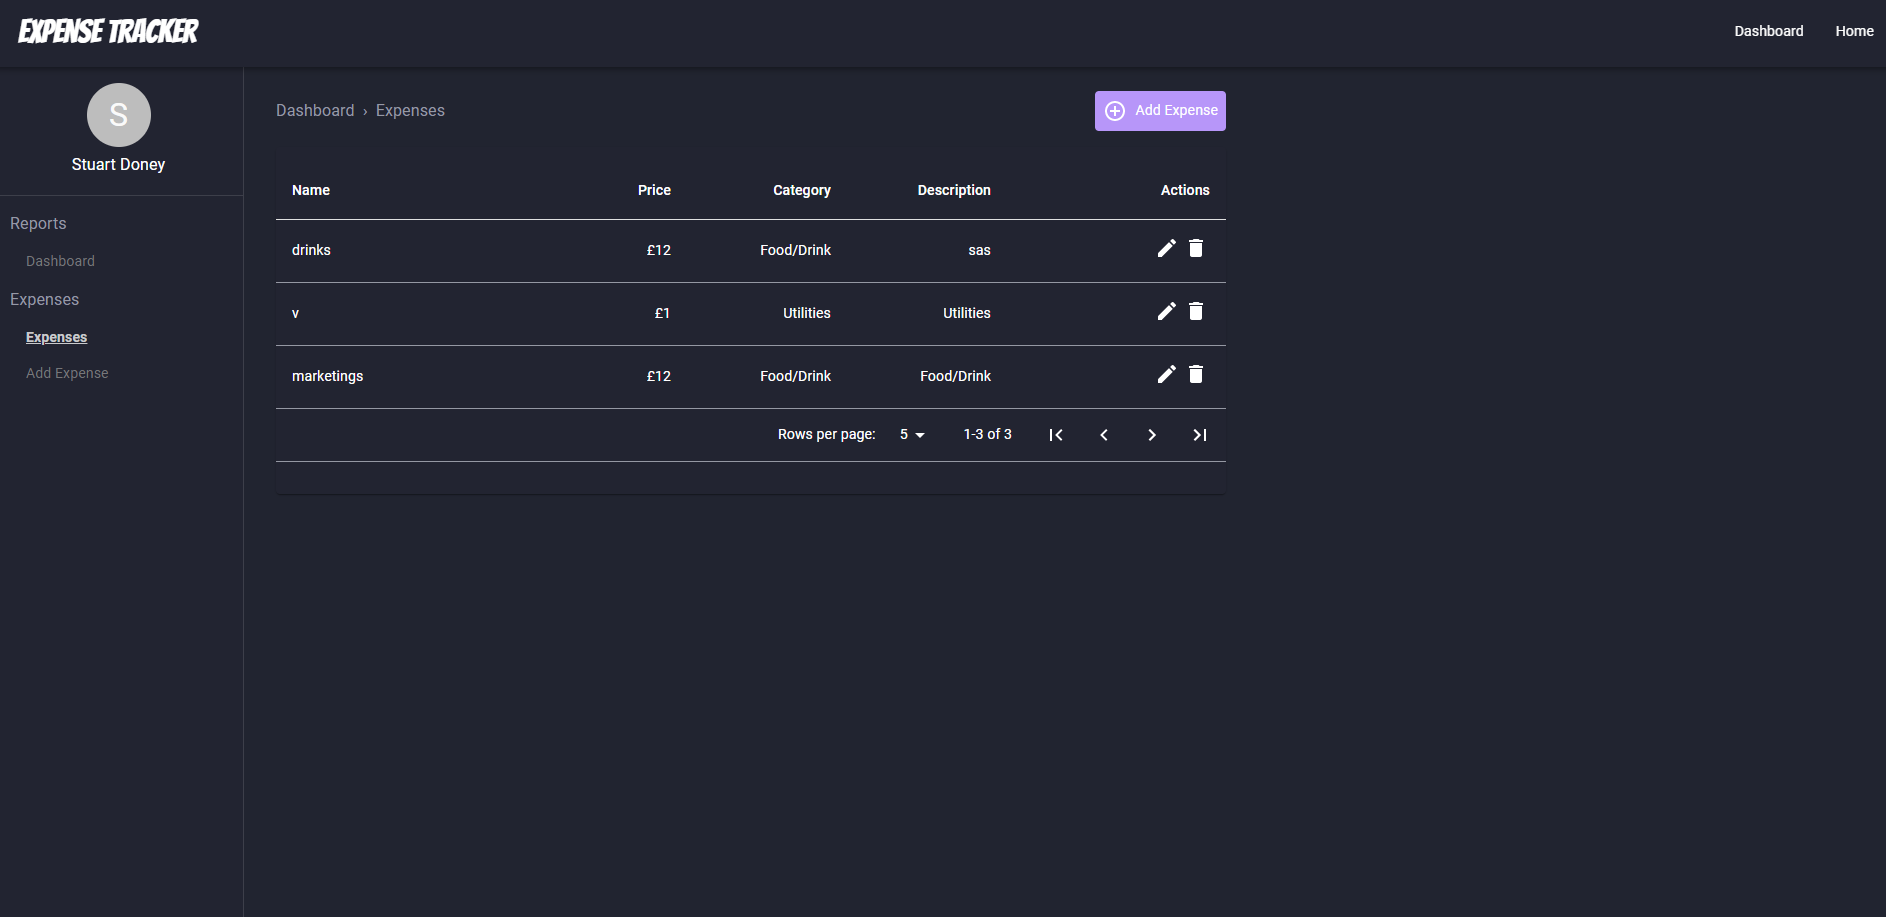 EXPENSE TRACKER
Dashboard Home
S
Stuart Doney
Reports
Dashboard
Expenses
Expenses
Add Expense
Dashboard › Expenses
Add Expense
Name Price Category Description Actions
drinks £12 Food/Drink sas
v £1 Utilities Utilities
marketings £12 Food/Drink Food/Drink
Rows per page: 5 1-3 of 3